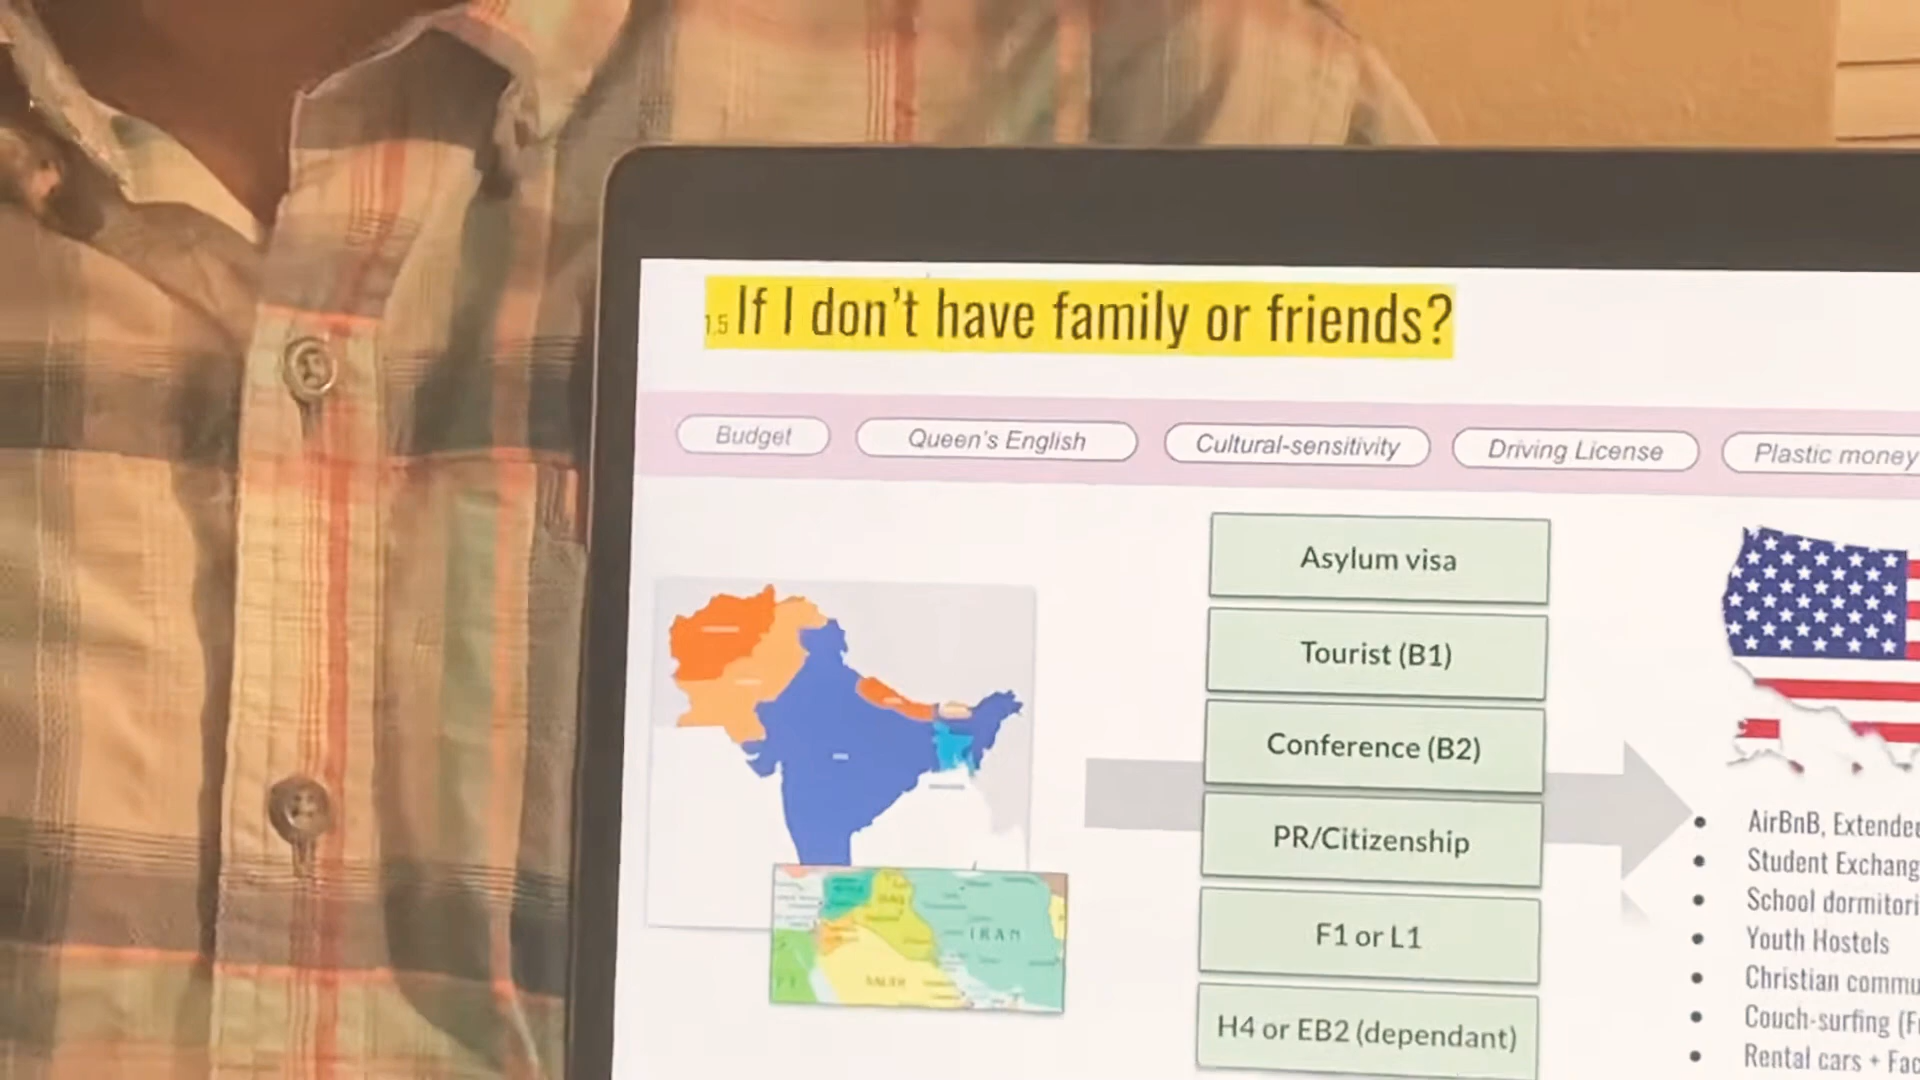 1.5 If I don't have family or friends?
Budget
Queen's English
Cultural-sensitivity
Driving License
Plastic money
Asylum visa
Tourist (B1)
Conference (B2)
PR/Citizenship
F1 or L1
H4 or EB2 (dependant)
IRAN
SAUDI
AirBnB, Extended
Student Exchang
School dormitori
Youth Hostels
Christian commu
Couch-surfing (Fr
Rental cars + Fac